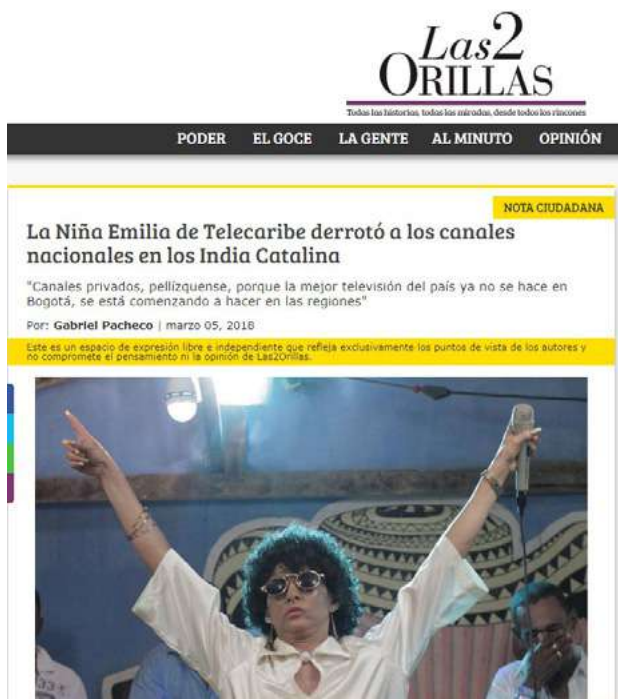 Las2
ORILLAS
Todas las historias, todas las miradas, desde todos los rincones
PODER EL GOCE LA GENTE AL MINUTO OPINIÓN
NOTA CIUDADANA
La Niña Emilia de Telecaribe derrotó a los canales
nacionales en los India Catalina
"Canales privados, pellízquense, porque la mejor televisión del país ya no se hace en
Bogotá, se está comenzando a hacer en las regiones"
Por: Gabriel Pacheco | marzo 05, 2018
Este es un espacio de expresión libre e independiente que refleja exclusivamente los puntos de vista de los autores y
no compromete el pensamiento ni la opinión de Las2Orillas.